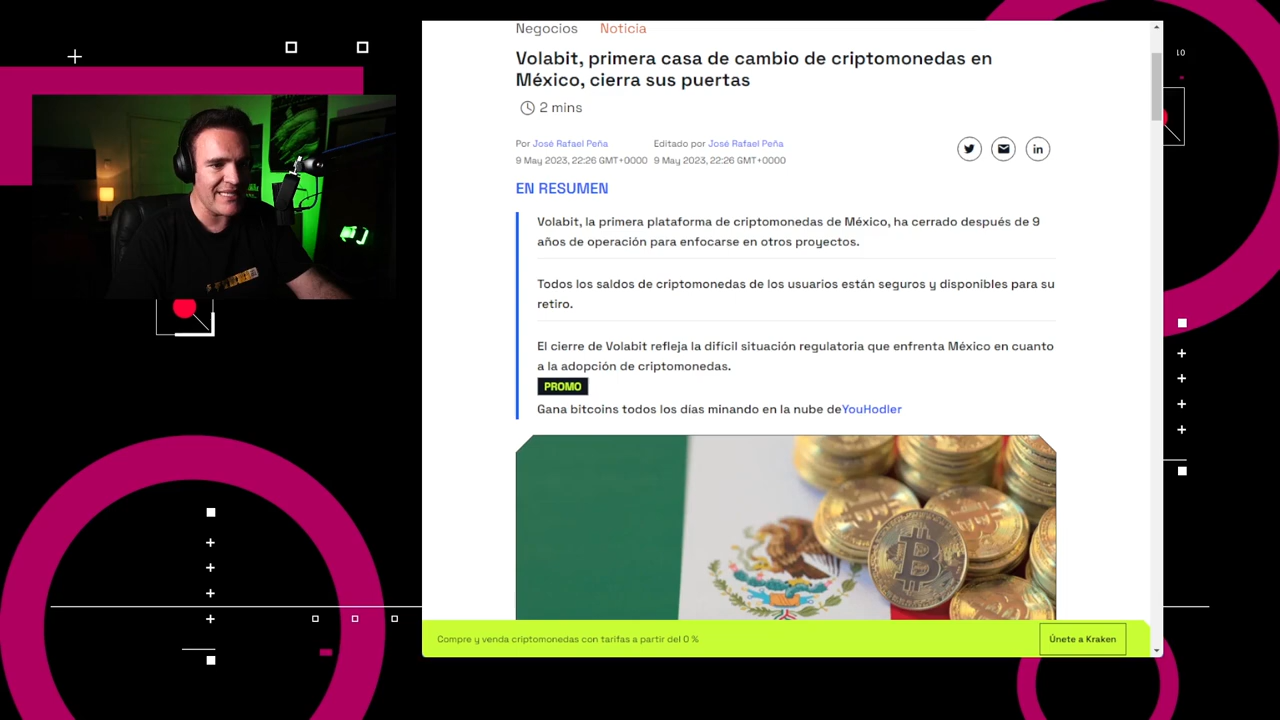 Negocios Noticia
Volabit, primera casa de cambio de criptomonedas en
México, cierra sus puertas
2 mins
Por José Rafael Peña Editado por José Rafael Peña
9 May 2023, 22:26 GMT+0000 9 May 2023, 22:26 GMT+0000
EN RESUMEN
Volabit, la primera plataforma de criptomonedas de México, ha cerrado después de 9
años de operación para enfocarse en otros proyectos.
Todos los saldos de criptomonedas de los usuarios están seguros y disponibles para su
retiro.
El cierre de Volabit refleja la difícil situación regulatoria que enfrenta México en cuanto
a la adopción de criptomonedas.
PROMO
Gana bitcoins todos los días minando en la nube deYouHodler
Compre y venda criptomonedas con tarifas a partir del 0 % Únete a Kraken